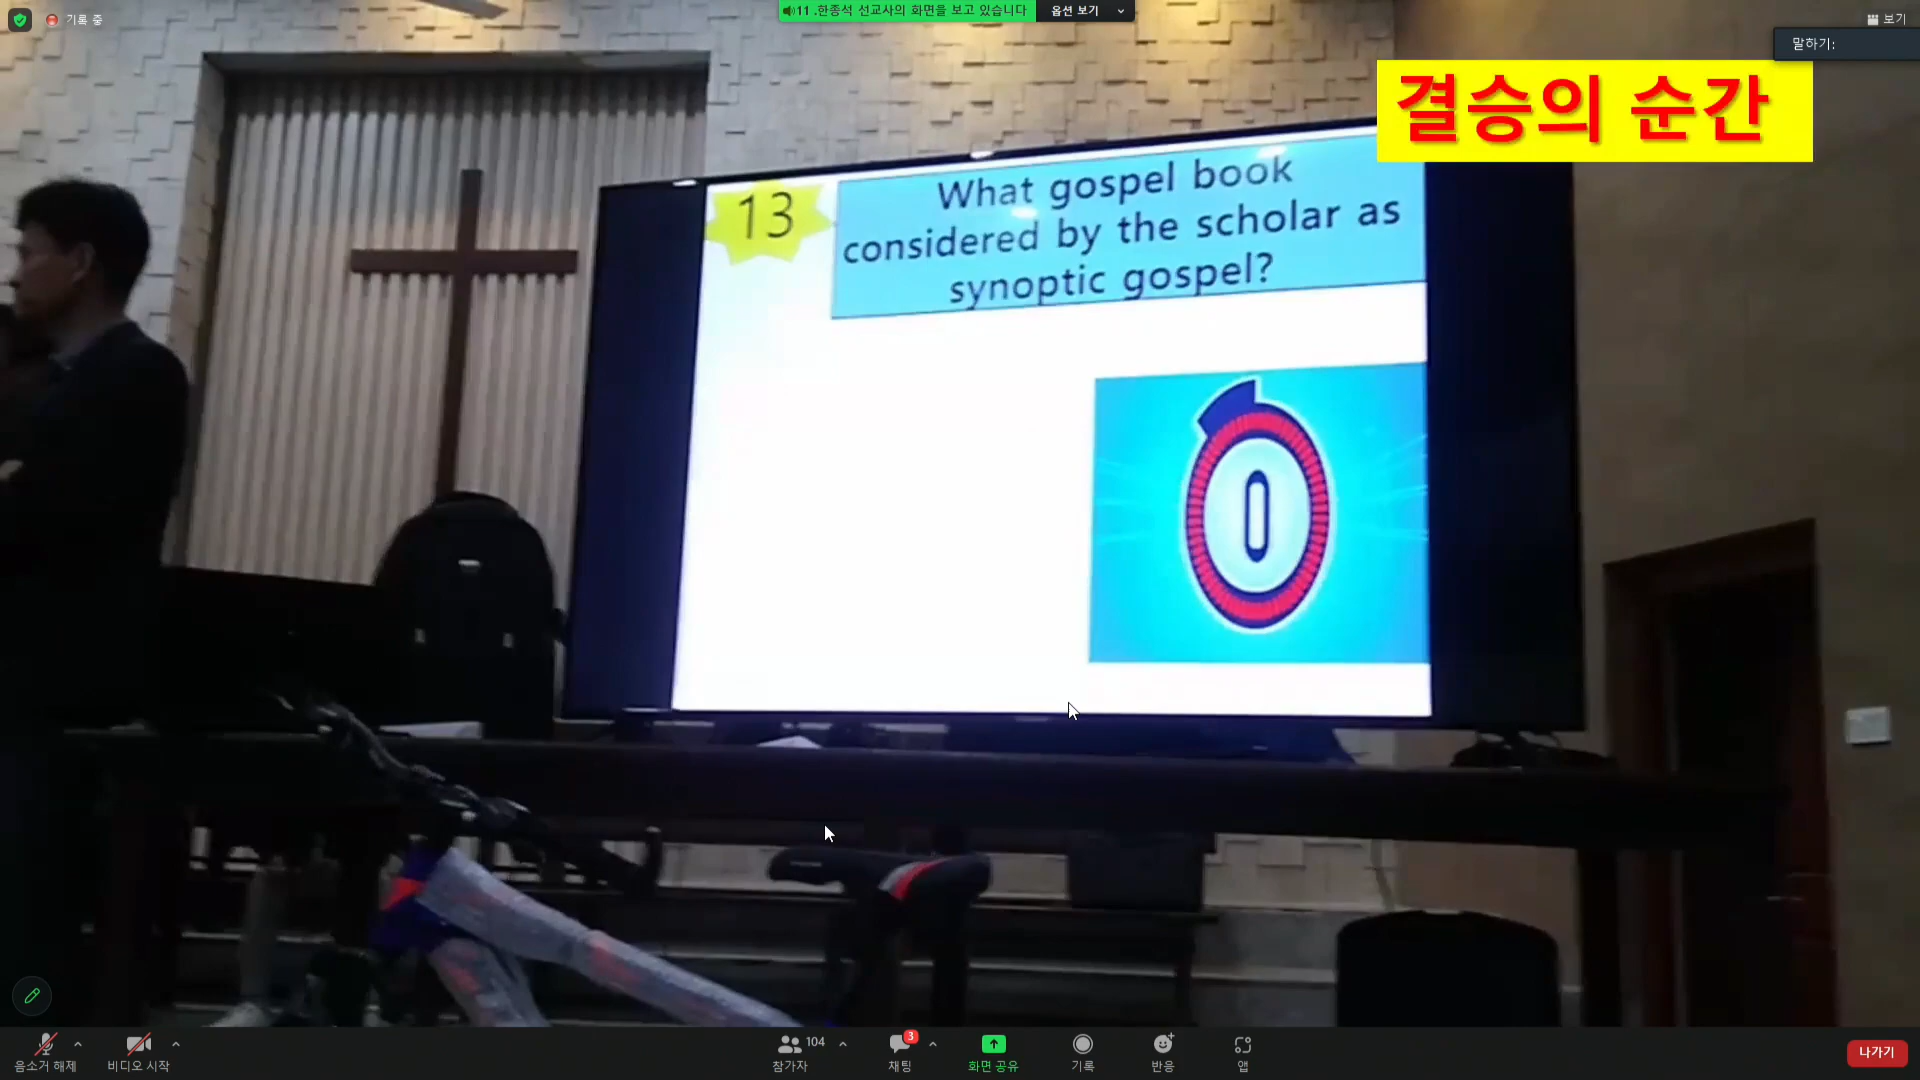 기록 중
11 .한종석 선교사의 화면을 보고 있습니다
옵션 보기
보기
말하기:
결승의 순간
13
What gospel book
considered by the scholar as
synoptic gospel?
0
음소거 해제
비디오 시작
104
참가자
3
채팅
화면 공유
기록
반응
앱
나가기